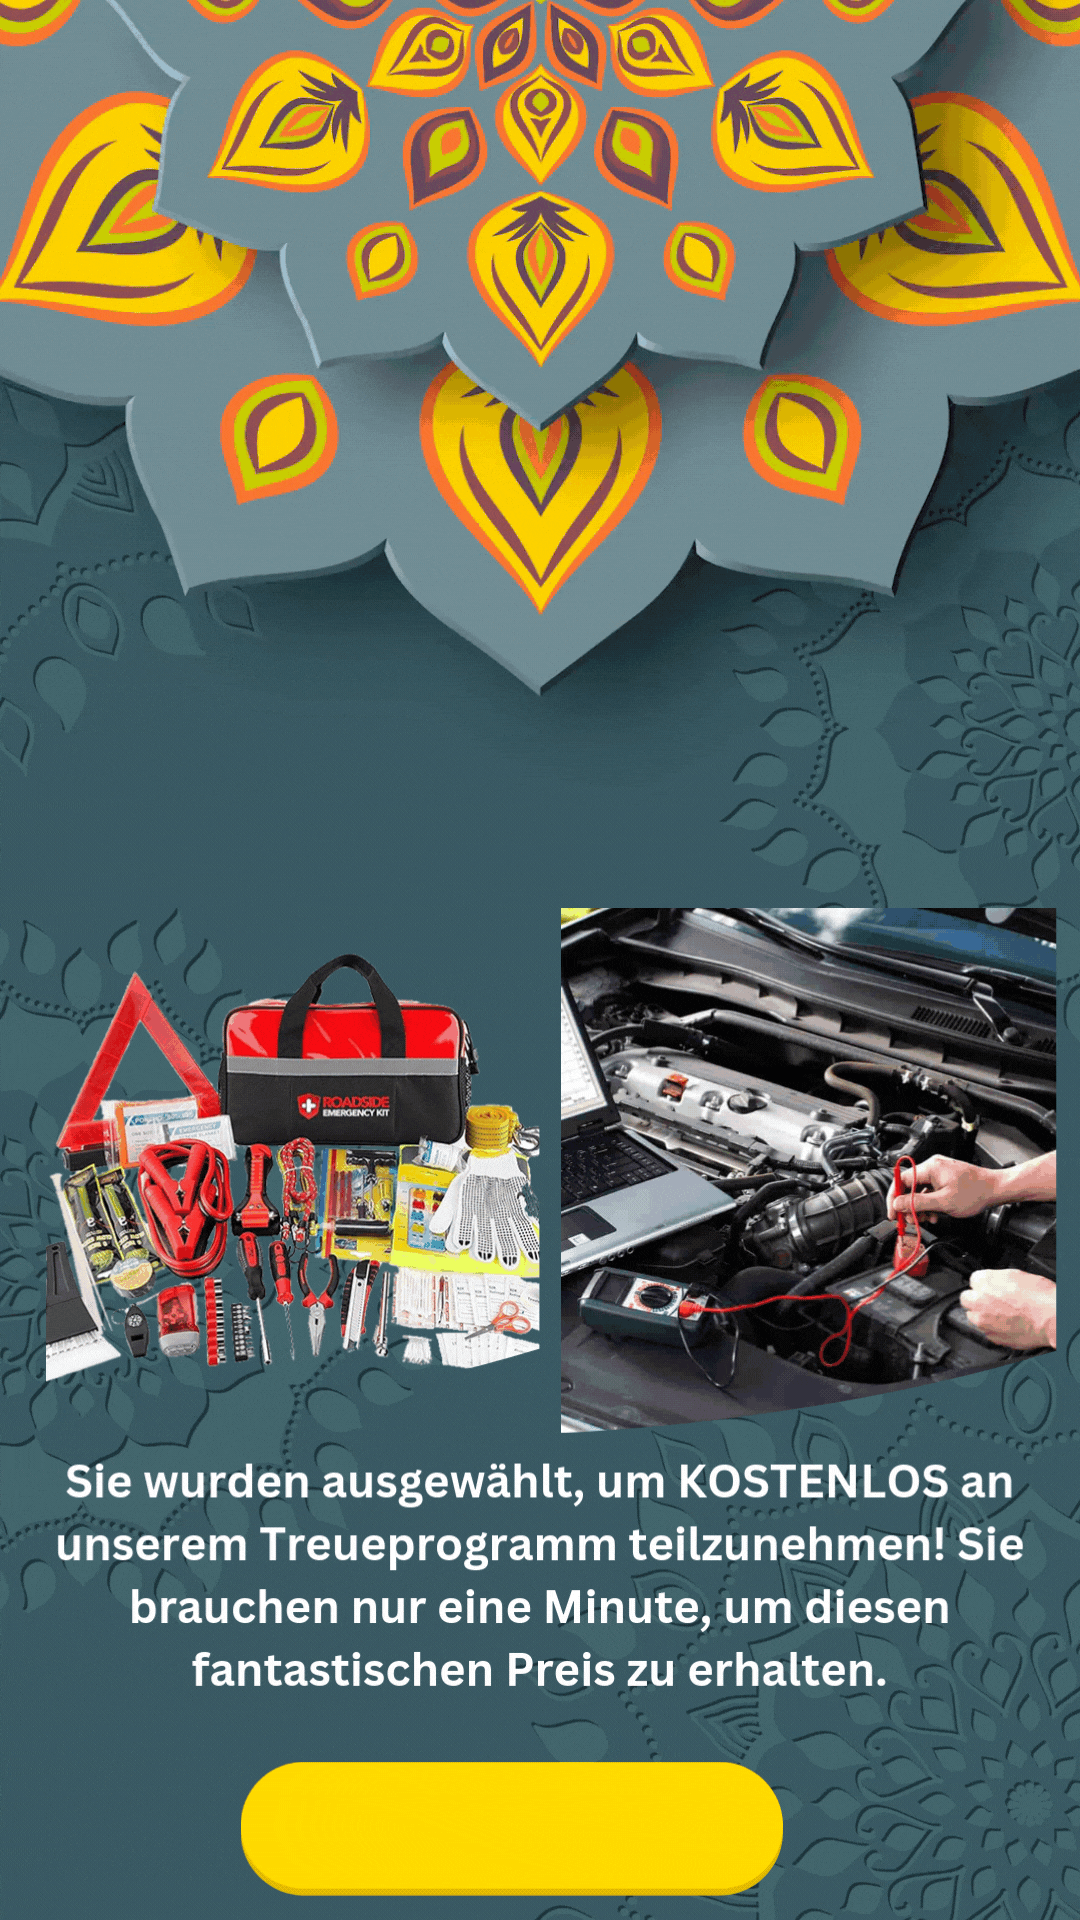 ROADSIDE
EMERGENCY KIT
Sie wurden ausgewählt, um KOSTENLOS an
unserem Treueprogramm teilzunehmen! Sie
brauchen nur eine Minute, um diesen
fantastischen Preis zu erhalten.